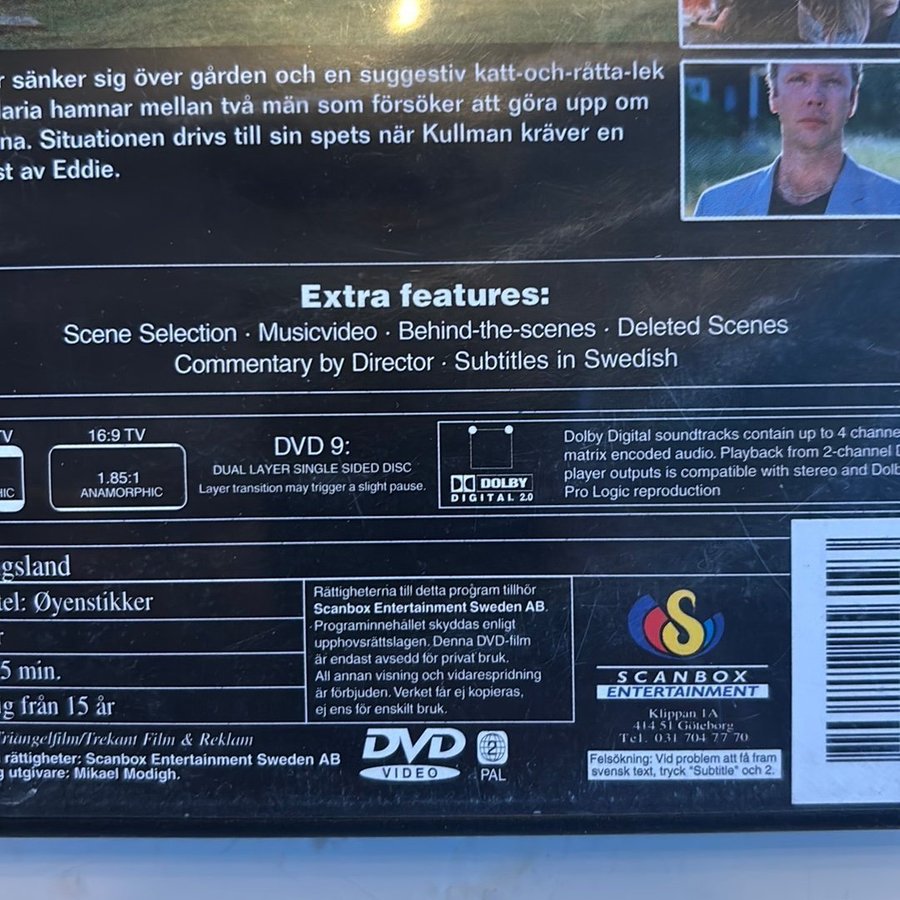 r sänker sig över gården och en suggestiv katt-och-råtta-lek
laria hamnar mellan två män som försöker att göra upp om
na. Situationen drivs till sin spets när Kullman kräver en
st av Eddie.
Extra features:
Scene Selection · Musicvideo · Behind-the-scenes · Deleted Scenes
Commentary by Director · Subtitles in Swedish
TV
HIC
16:9 TV
1.85:1
ANAMORPHIC
DVD 9:
DUAL LAYER SINGLE SIDED DISC
Layer transition may trigger a slight pause.
DOLBY
DIGITAL 2.0
Dolby Digital soundtracks contain up to 4 channe
matrix encoded audio. Playback from 2-channel D
player outputs is compatible with stereo and Dolb
Pro Logic reproduction
gsland
tel: Øyenstikker
r
5 min.
g från 15 år
Triangelfilm/Trekant Film & Reklam
rättigheter: Scanbox Entertainment Sweden AB
g utgivare: Mikael Modigh.
Rättigheterna till detta program tillhör
Scanbox Entertainment Sweden AB.
Programinnehållet skyddas enligt
upphovsrättslagen. Denna DVD-film
är endast avsedd för privat bruk.
All annan visning och vidarespridning
är förbjuden. Verket får ej kopieras,
ej ens för enskilt bruk.
DVD
VIDEO
2
PAL
S
SCANBOX
ENTERTAINMENT
Klippan 1A
414 51 Göteborg
Tel. 031 704 77 70
Felsökning: Vid problem att få fram
svensk text, tryck "Subtitle" och 2.